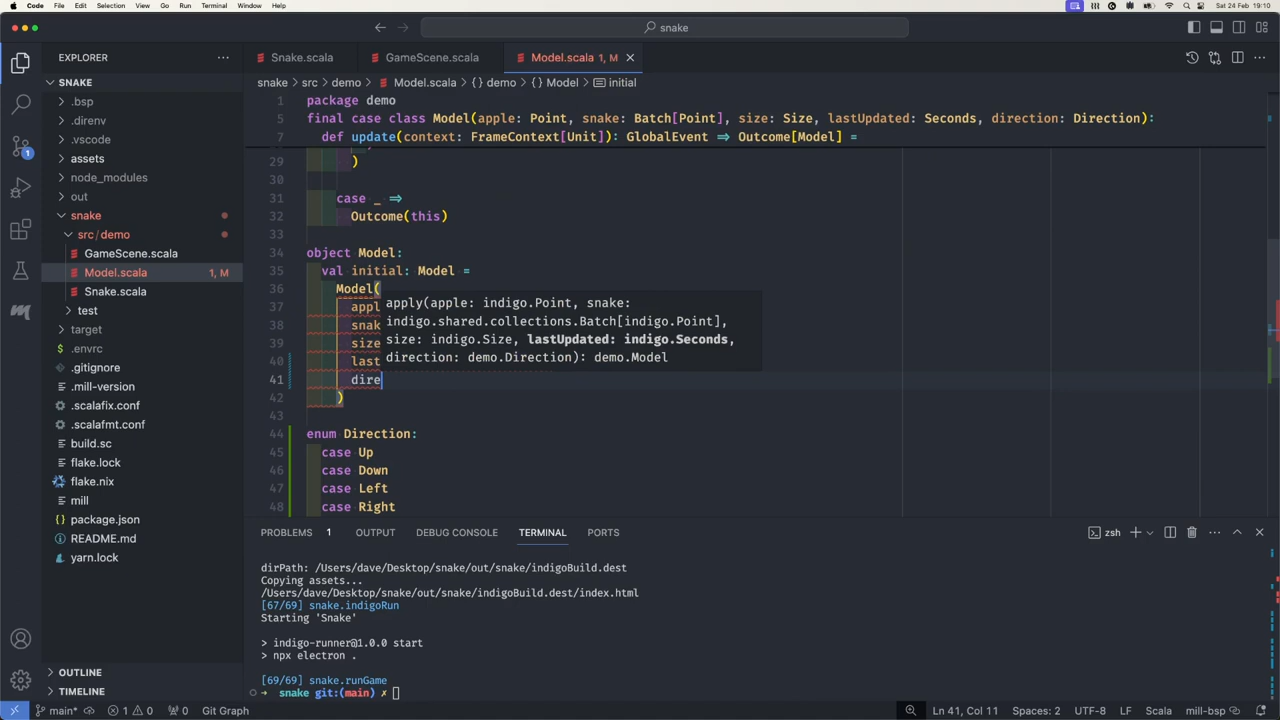 Code File Edit Selection View Go Run Terminal Window Help Sat 24 Feb 19:10
snake
EXPLORER
Snake.scala GameScene.scala Model.scala 1, M
snake > src > demo > Model.scala > { } demo > { } Model > initial
SNAKE
.bsp
.direnv
.vscode
assets
node_modules
out
snake
src/demo
GameScene.scala
Model.scala 1, M
Snake.scala
test
target
.envrc
.gitignore
.mill-version
.scalafix.conf
.scalafmt.conf
build.sc
flake.lock
flake.nix
mill
package.json
README.md
yarn.lock
OUTLINE
TIMELINE
1 package demo
5 final case class Model(apple: Point, snake: Batch[Point], size: Size, lastUpdated: Seconds, direction: Direction):
7 def update(context: FrameContext[Unit]): GlobalEvent ⇒ Outcome[Model] =
29 )
30
31 case _ ⇒
32 Outcome(this)
33
34 object Model:
35 val initial: Model =
36 Model(
37 appl
38 snak
39 size
40 last
41 dire
42 )
43
44 enum Direction:
45 case Up
46 case Down
47 case Left
48 case Right
apply(apple: indigo.Point, snake:
indigo.shared.collections.Batch[indigo.Point],
size: indigo.Size, lastUpdated: indigo.Seconds,
direction: demo.Direction): demo.Model
PROBLEMS 1 OUTPUT DEBUG CONSOLE TERMINAL PORTS zsh
dirPath: /Users/dave/Desktop/snake/out/snake/indigoBuild.dest
Copying assets...
/Users/dave/Desktop/snake/out/snake/indigoBuild.dest/index.html
[67/69] snake.indigoRun
Starting 'Snake'
> indigo-runner@1.0.0 start
> npx electron .
[69/69] snake.runGame
→ snake git:(main) ✗
main* 1 0 0 Git Graph Ln 41, Col 11 Spaces: 2 UTF-8 LF Scala mill-bsp